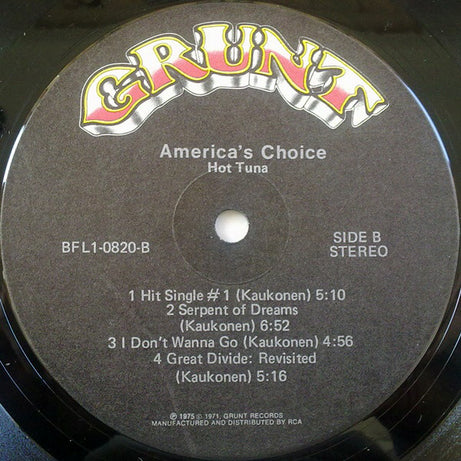 GRUNT
America's Choice
Hot Tuna
BFL1-0820-B
SIDE B
STEREO
1 Hit Single #1 (Kaukonen) 5:10
2 Serpent of Dreams
(Kaukonen) 6:52
3 I Don't Wanna Go (Kaukonen) 4:56
4 Great Divide: Revisited
(Kaukonen) 5:16
℗ 1975 © 1971, GRUNT RECORDS
MANUFACTURED AND DISTRIBUTED BY RCA